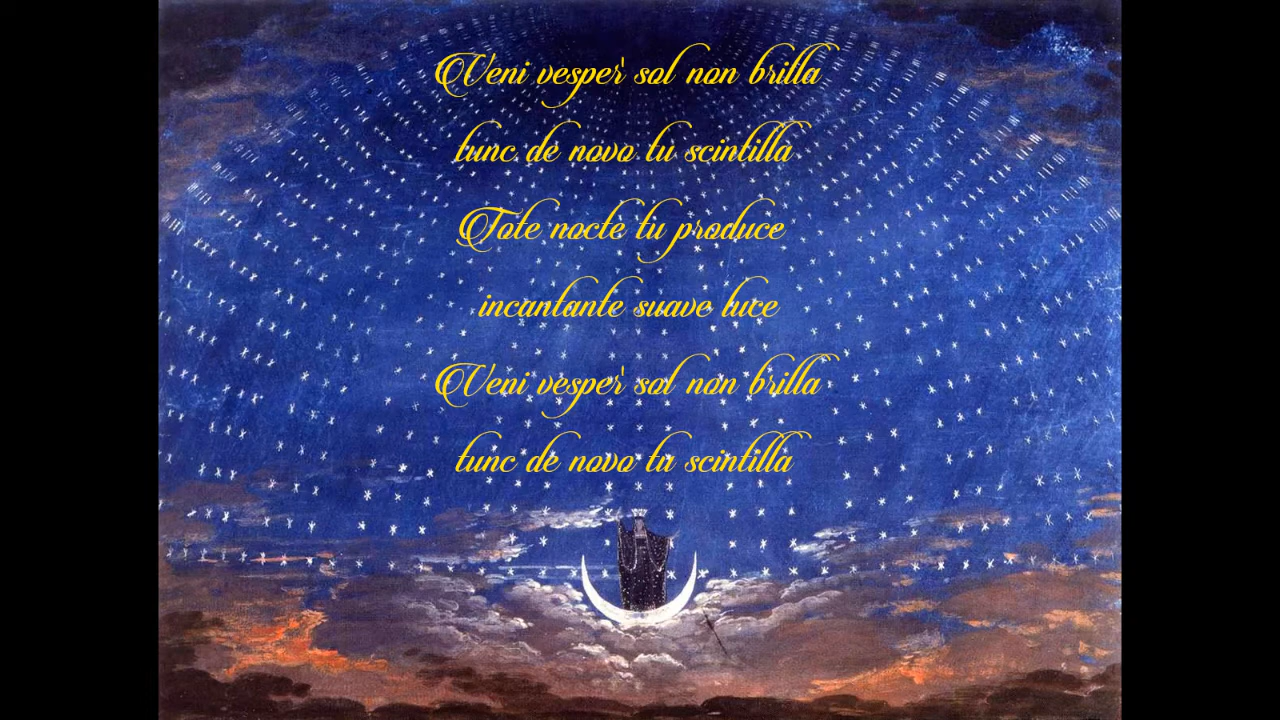 Veni vesper' sol non brilla
tunc de novo tu scintilla
Tote nocte tu produce
incantante suave luce
Veni vesper' sol non brilla
tunc de novo tu scintilla